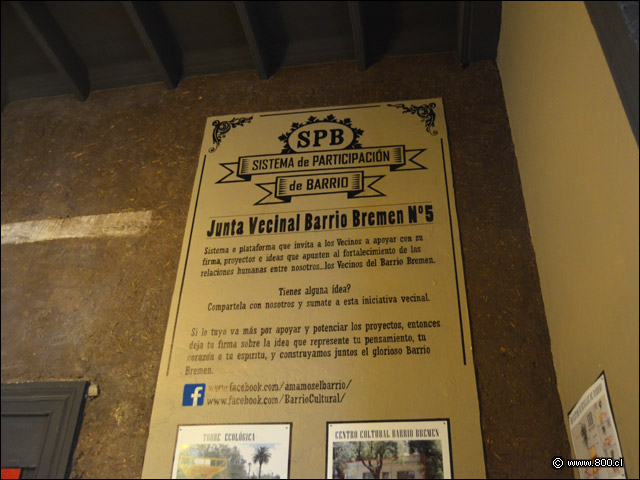 SPB
SISTEMA de PARTICIPACIÓN
de BARRIO
Junta Vecinal Barrio Bremen Nº5
Sistema o plataforma que invita a los Vecinos a apoyar con su
firma, proyectos e ideas que apunten al fortalecimiento de las
relaciones humanas entre nosotros...los Vecinos del Barrio Bremen.
Tienes alguna idea?
Compartela con nosotros y sumate a esta iniciativa vecinal.
Si lo tuyo va más por apoyar y potenciar los proyectos, entonces
deja tu firma sobre la idea que represente tu pensamiento, tu
corazón o tu espíritu, y construyamos juntos el glorioso Barrio
Bremen.
f
www.facebook.com/amamoselbarrio/
www.facebook.com/BarrioCultural/
TORRE ECOLÓGICA
CENTRO CULTURAL BARRIO BREMEN
© www.800.cl